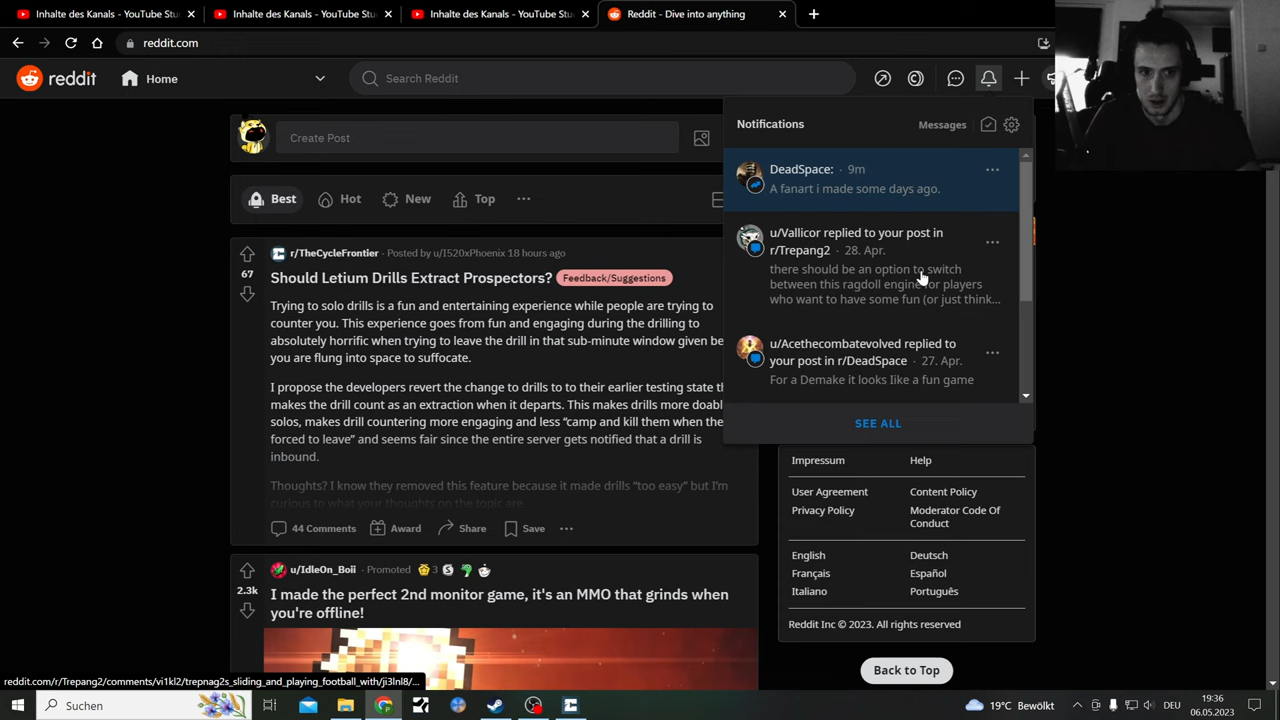 Inhalte des Kanals - YouTube Stu
Inhalte des Kanals - YouTube Stu
Inhalte des Kanals - YouTube Stu
Reddit - Dive into anything
reddit.com
reddit
Home
Search Reddit
Create Post
Best
Hot
New
Top
r/TheCycleFrontier · Posted by u/I520xPhoenix 18 hours ago
67
Should Letium Drills Extract Prospectors?
Feedback/Suggestions
Trying to solo drills is a fun and entertaining experience while people are trying to
counter you. This experience goes from fun and engaging during the drilling to
absolutely horrific when trying to leave the drill in that sub-minute window given be
you are flung into space to suffocate.
I propose the developers revert the change to drills to to their earlier testing state th
makes the drill count as an extraction when it departs. This makes drills more doabl
solos, makes drill countering more engaging and less “camp and kill them when the
forced to leave” and seems fair since the entire server gets notified that a drill is
inbound.
Thoughts? I know they removed this feature because it made drills “too easy” but I’m
curious to what your thoughts on the topic are.
44 Comments
Award
Share
Save
u/IdleOn_Boii · Promoted
3
2.3k
I made the perfect 2nd monitor game, it's an MMO that grinds when
you're offline!
Notifications
Messages
DeadSpace: · 9m
A fanart i made some days ago.
u/Vallicor replied to your post in
r/Trepang2 · 28. Apr.
there should be an option to switch
between this ragdoll engine for players
who want to have some fun (or just think...
u/Acethecombatevolved replied to
your post in r/DeadSpace · 27. Apr.
For a Demake it looks like a fun game
SEE ALL
Impressum
Help
User Agreement
Content Policy
Privacy Policy
Moderator Code Of
Conduct
English
Deutsch
Français
Español
Italiano
Português
Reddit Inc © 2023. All rights reserved
Back to Top
reddit.com/r/Trepang2/comments/vi1kl2/trepnag2s_sliding_and_playing_football_with/ji3lnl8/...
Suchen
19°C Bewölkt
DEU
19:36
06.05.2023